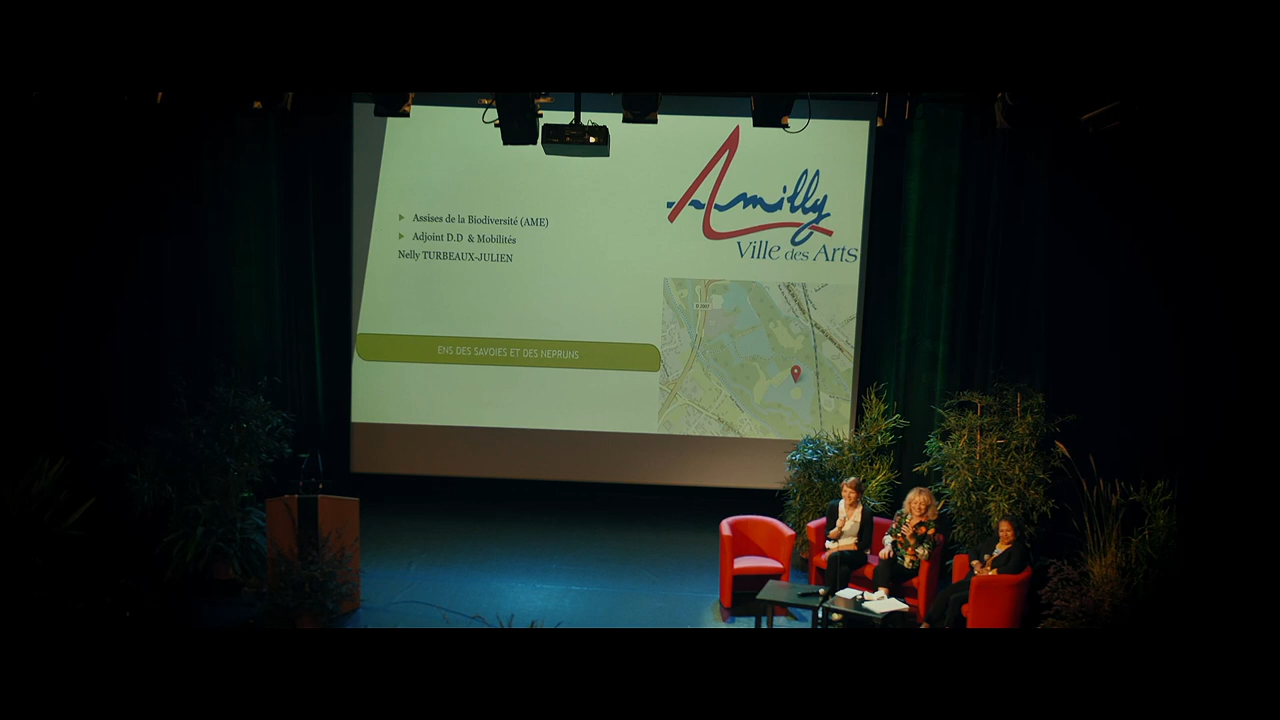 Amilly
Ville des Arts
Assises de la Biodiversité (AME)
Adjoint D.D & Mobilités
Nelly TURBEAUX-JULIEN
ENS DES SAVOIES ET DES NEPRUNS